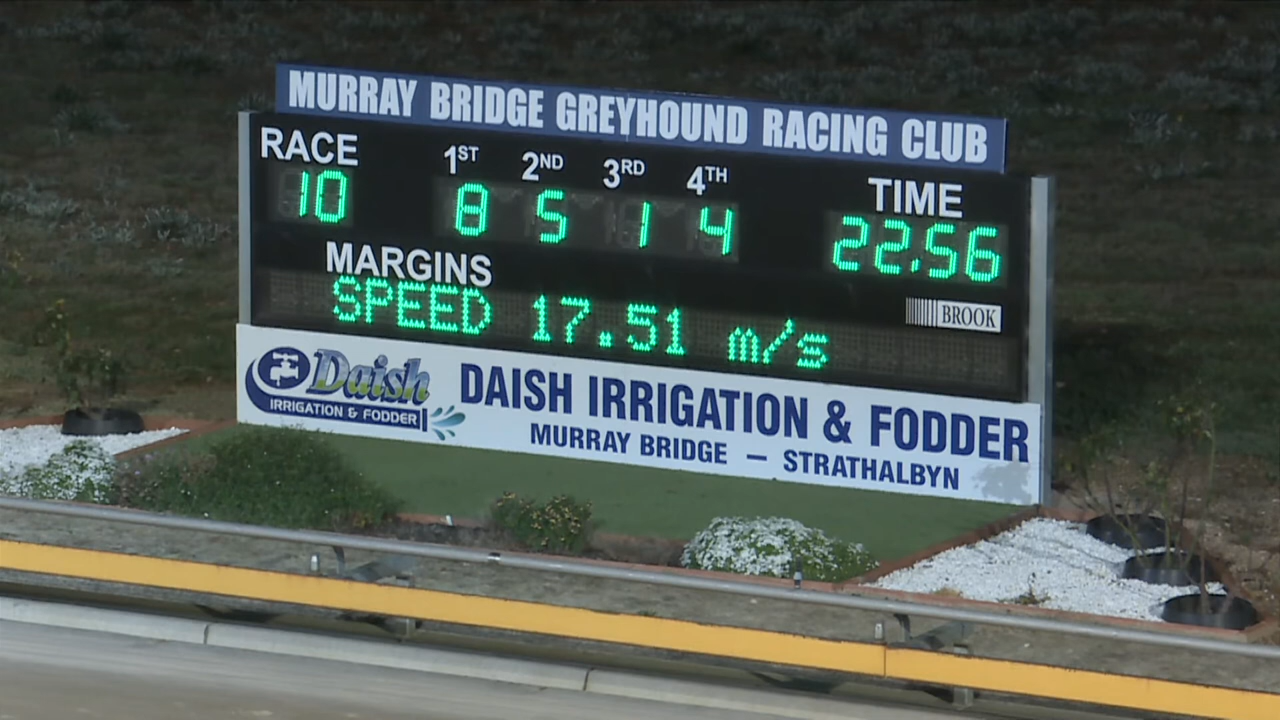 MURRAY BRIDGE GREYHOUND RACING CLUB
RACE 1ST 2ND 3RD 4TH TIME
10 8 5 1 4 22.56
MARGINS
SPEED 17.51 m/s
BROOK
Daish
IRRIGATION & FODDER
DAISH IRRIGATION & FODDER
MURRAY BRIDGE — STRATHALBYN